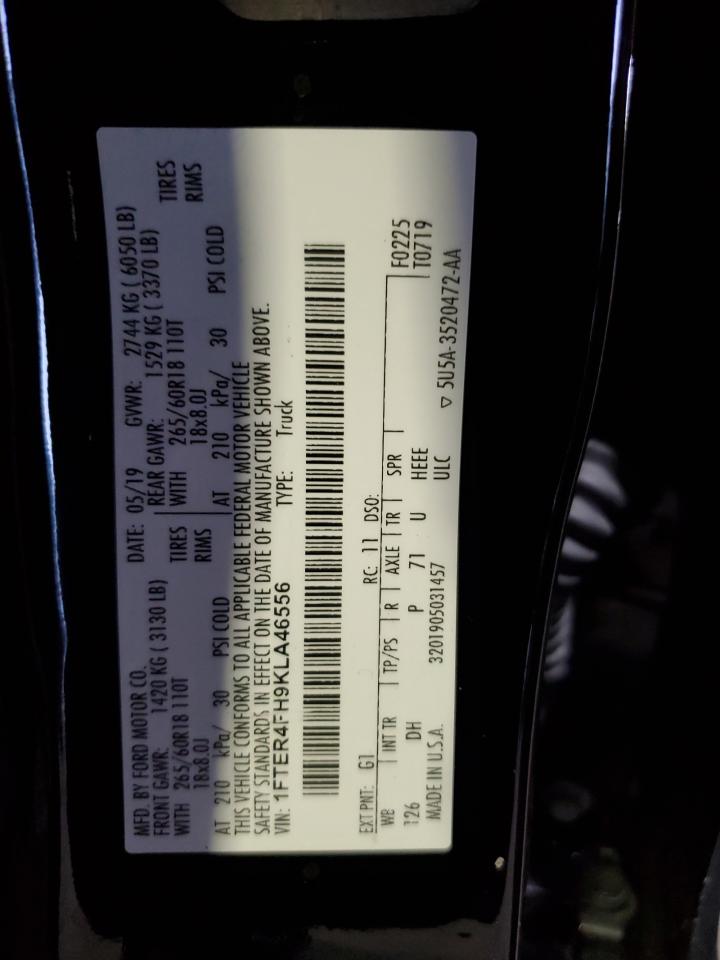 MFD. BY FORD MOTOR CO.
DATE: 05/19 GVWR: 2744 KG ( 6050 LB)
FRONT GAWR: 1420 KG ( 3130 LB) REAR GAWR: 1529 KG ( 3370 LB)
WITH 265/60R18 110T TIRES WITH 265/60R18 110T TIRES
18x8.0J RIMS 18x8.0J RIMS
AT 210 kPa/ 30 PSI COLD AT 210 kPa/ 30 PSI COLD
THIS VEHICLE CONFORMS TO ALL APPLICABLE FEDERAL MOTOR VEHICLE
SAFETY STANDARDS IN EFFECT ON THE DATE OF MANUFACTURE SHOWN ABOVE.
VIN: 1FTER4FH9KLA46556 TYPE: Truck
EXT PNT: G1 RC: 11 DSO: F0225
WB INT TR TP/PS R AXLE TR SPR T0719
126 DH P 71 U HEEE
MADE IN U.S.A. 3201905031457 ULC ▽ 5U5A-3520472-AA